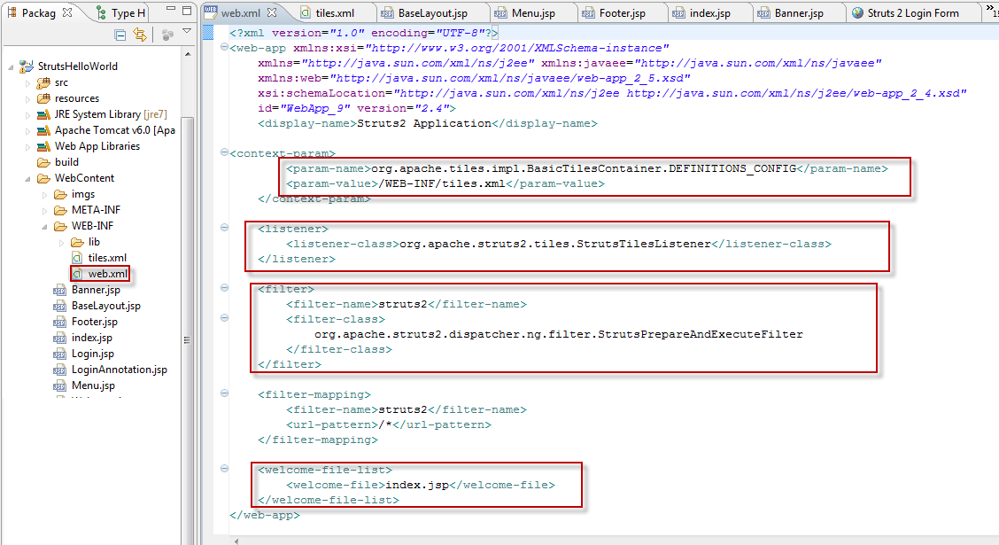 Packag
Type H
web.xml
tiles.xml
BaseLayout.jsp
Menu.jsp
Footer.jsp
index.jsp
Banner.jsp
Struts 2 Login Form
StrutsHelloWorld
src
resources
JRE System Library [jre7]
Apache Tomcat v6.0 [Apa
Web App Libraries
build
WebContent
imgs
META-INF
WEB-INF
lib
tiles.xml
web.xml
Banner.jsp
BaseLayout.jsp
Footer.jsp
index.jsp
Login.jsp
LoginAnnotation.jsp
Menu.jsp
<?xml version="1.0" encoding="UTF-8"?>
<web-app xmlns:xsi="http://www.w3.org/2001/XMLSchema-instance"
xmlns="http://java.sun.com/xml/ns/j2ee" xmlns:javaee="http://java.sun.com/xml/ns/javaee"
xmlns:web="http://java.sun.com/xml/ns/javaee/web-app_2_5.xsd"
xsi:schemaLocation="http://java.sun.com/xml/ns/j2ee http://java.sun.com/xml/ns/j2ee/web-app_2_4.xsd"
id="WebApp_9" version="2.4">
<display-name>Struts2 Application</display-name>
<context-param>
<param-name>org.apache.tiles.impl.BasicTilesContainer.DEFINITIONS_CONFIG</param-name>
<param-value>/WEB-INF/tiles.xml</param-value>
</context-param>
<listener>
<listener-class>org.apache.struts2.tiles.StrutsTilesListener</listener-class>
</listener>
<filter>
<filter-name>struts2</filter-name>
<filter-class>
org.apache.struts2.dispatcher.ng.filter.StrutsPrepareAndExecuteFilter
</filter-class>
</filter>
<filter-mapping>
<filter-name>struts2</filter-name>
<url-pattern>/*</url-pattern>
</filter-mapping>
<welcome-file-list>
<welcome-file>index.jsp</welcome-file>
</welcome-file-list>
</web-app>